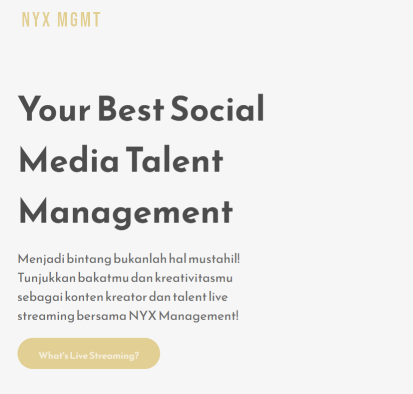 NYX MGMT
Your Best Social
Media Talent
Management
Menjadi bintang bukanlah hal mustahil!
Tunjukkan bakatmu dan kreativitasmu
sebagai konten kreator dan talent live
streaming bersama NYX Management!
What's Live Streaming?